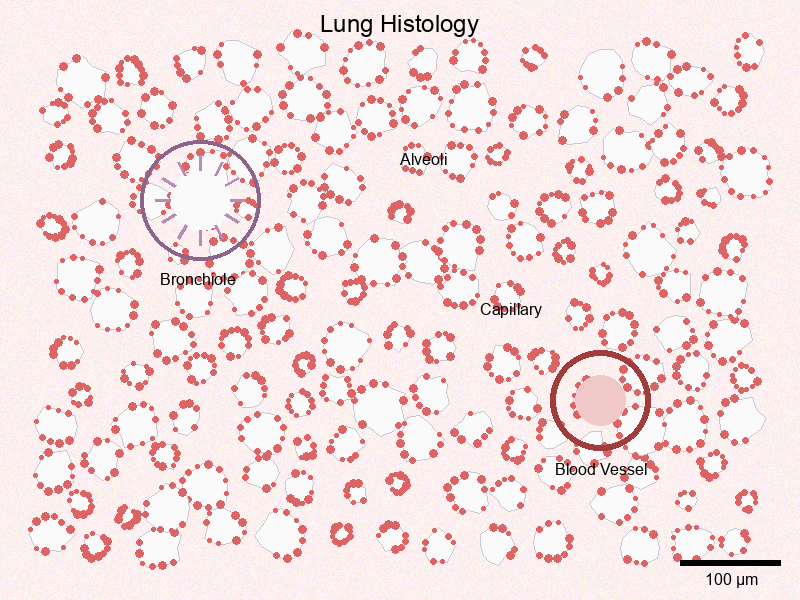 Lung Histology
Alveoli
Bronchiole
Capillary
Blood Vessel
100 µm